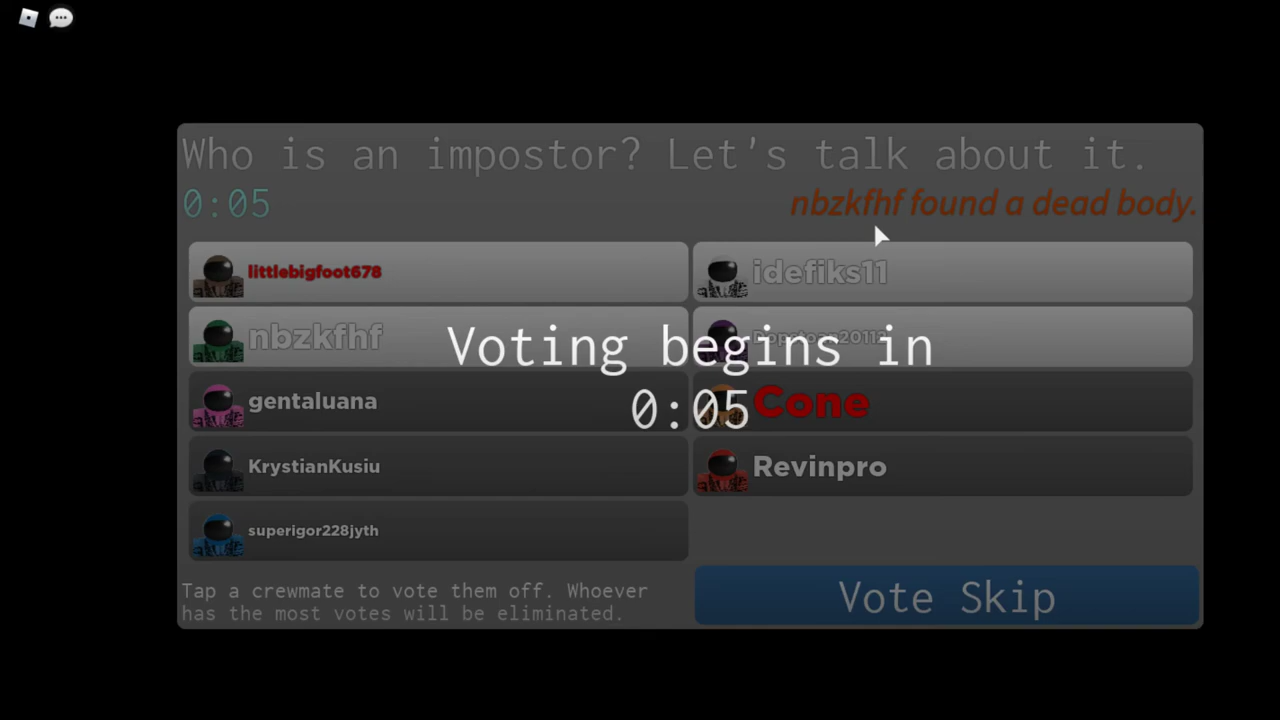 Who is an impostor? Let's talk about it.
0:05
nbzkfhf found a dead body.
littlebigfoot678
idefiks11
nbzkfhf
Voting begins in
0:05
gentaluana
Cone
KrystianKusiu
Revinpro
superigor228jyth
Tap a crewmate to vote them off. Whoever
has the most votes will be eliminated.
Vote Skip